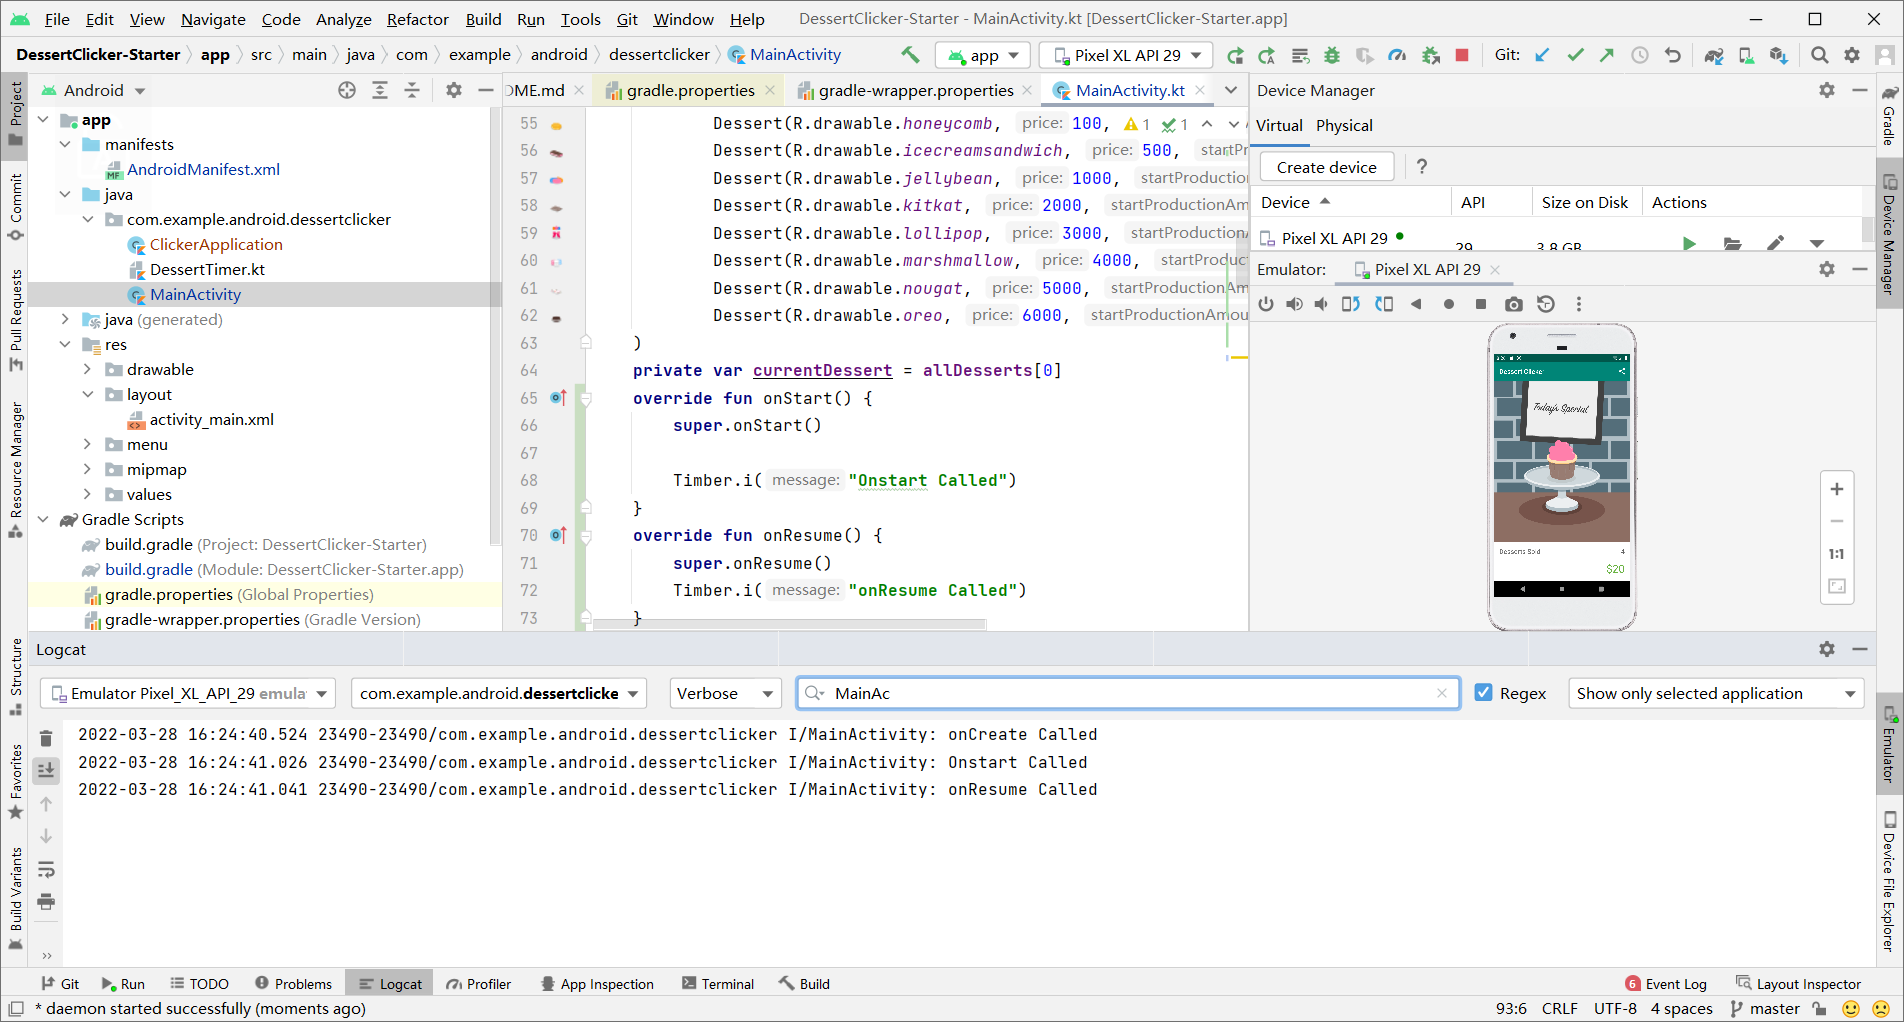 File Edit View Navigate Code Analyze Refactor Build Run Tools Git Window Help DessertClicker-Starter - MainActivity.kt [DessertClicker-Starter.app]
DessertClicker-Starter app src main java com example android dessertclicker MainActivity app Pixel XL API 29 Git:
Project
Commit
Pull Requests
Resource Manager
Structure
Favorites
Build Variants
Android
app
manifests
AndroidManifest.xml
java
com.example.android.dessertclicker
ClickerApplication
DessertTimer.kt
MainActivity
java (generated)
res
drawable
layout
activity_main.xml
menu
mipmap
values
Gradle Scripts
build.gradle (Project: DessertClicker-Starter)
build.gradle (Module: DessertClicker-Starter.app)
gradle.properties (Global Properties)
gradle-wrapper.properties (Gradle Version)
DME.md gradle.properties gradle-wrapper.properties MainActivity.kt
55 Dessert(R.drawable.honeycomb, price: 100, 1 1
56 Dessert(R.drawable.icecreamsandwich, price: 500, startPr
57 Dessert(R.drawable.jellybean, price: 1000, startProduction
58 Dessert(R.drawable.kitkat, price: 2000, startProductionAm
59 Dessert(R.drawable.lollipop, price: 3000, startProductionA
60 Dessert(R.drawable.marshmallow, price: 4000, startProduct
61 Dessert(R.drawable.nougat, price: 5000, startProductionAm
62 Dessert(R.drawable.oreo, price: 6000, startProductionAmou
63 )
64 private var currentDessert = allDesserts[0]
65 override fun onStart() {
66 super.onStart()
67
68 Timber.i( message: "Onstart Called")
69 }
70 override fun onResume() {
71 super.onResume()
72 Timber.i( message: "onResume Called")
73 }
Device Manager
Virtual Physical
Create device ?
Device API Size on Disk Actions
Pixel XL API 29 29 3.8 GB
Emulator: Pixel XL API 29
Dessert Clicker
Today's Special
Desserts Sold 4
$20
1:1
Gradle
Device Manager
Emulator
Device File Explorer
Logcat
Emulator Pixel_XL_API_29 emula com.example.android.dessertclicke Verbose MainAc Regex Show only selected application
2022-03-28 16:24:40.524 23490-23490/com.example.android.dessertclicker I/MainActivity: onCreate Called
2022-03-28 16:24:41.026 23490-23490/com.example.android.dessertclicker I/MainActivity: Onstart Called
2022-03-28 16:24:41.041 23490-23490/com.example.android.dessertclicker I/MainActivity: onResume Called
Git Run TODO Problems Logcat Profiler App Inspection Terminal Build 6 Event Log Layout Inspector
* daemon started successfully (moments ago) 93:6 CRLF UTF-8 4 spaces master